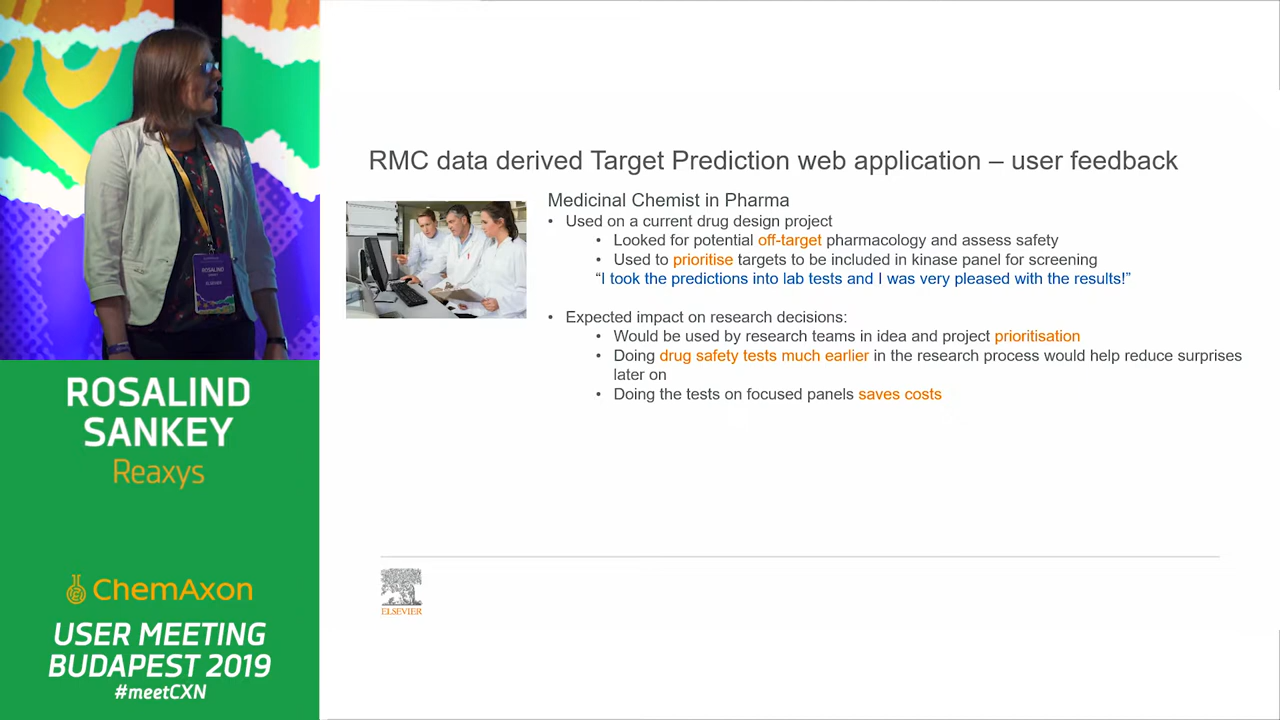 RMC data derived Target Prediction web application – user feedback
Medicinal Chemist in Pharma
• Used on a current drug design project
• Looked for potential off-target pharmacology and assess safety
• Used to prioritise targets to be included in kinase panel for screening
“I took the predictions into lab tests and I was very pleased with the results!”
• Expected impact on research decisions:
• Would be used by research teams in idea and project prioritisation
• Doing drug safety tests much earlier in the research process would help reduce surprises
later on
• Doing the tests on focused panels saves costs
ELSEVIER
ROSALIND
ROSALIND
SANKEY
Reaxys
ChemAxon
USER MEETING
BUDAPEST 2019
#meetCXN